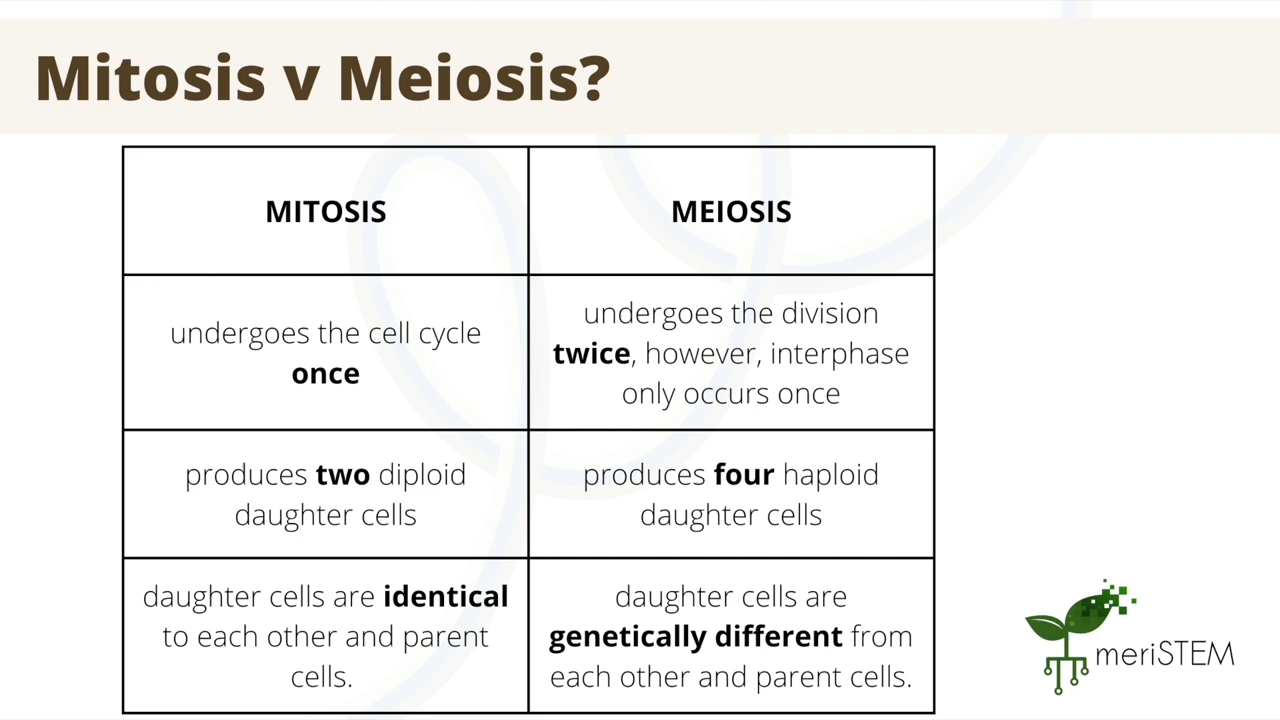 Mitosis v Meiosis?
MITOSIS
MEIOSIS
undergoes the cell cycle
once
undergoes the division
twice, however, interphase
only occurs once
produces two diploid
daughter cells
produces four haploid
daughter cells
daughter cells are identical
to each other and parent
cells.
daughter cells are
genetically different from
each other and parent cells.
meriSTEM